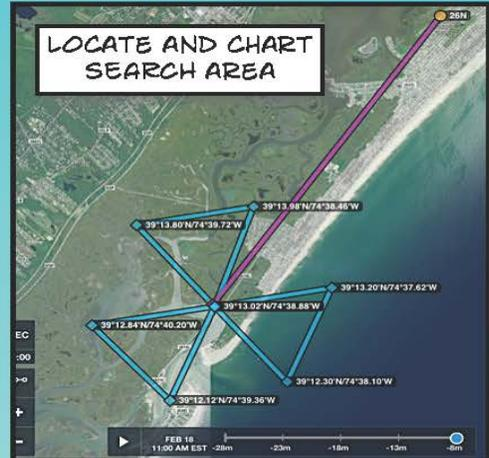 LOCATE AND CHART
SEARCH AREA
26N
39°13.98'N/74°38.46'W
39°13.80'N/74°39.72'W
39°13.20'N/74°37.62'W
39°13.02'N/74°38.88'W
39°12.84'N/74°40.20'W
39°12.30'N/74°38.10'W
39°12.12'N/74°39.36'W
EC
:00
+
-
FEB 18
11:00 AM EST
-28m
-23m
-18m
-13m
-8m